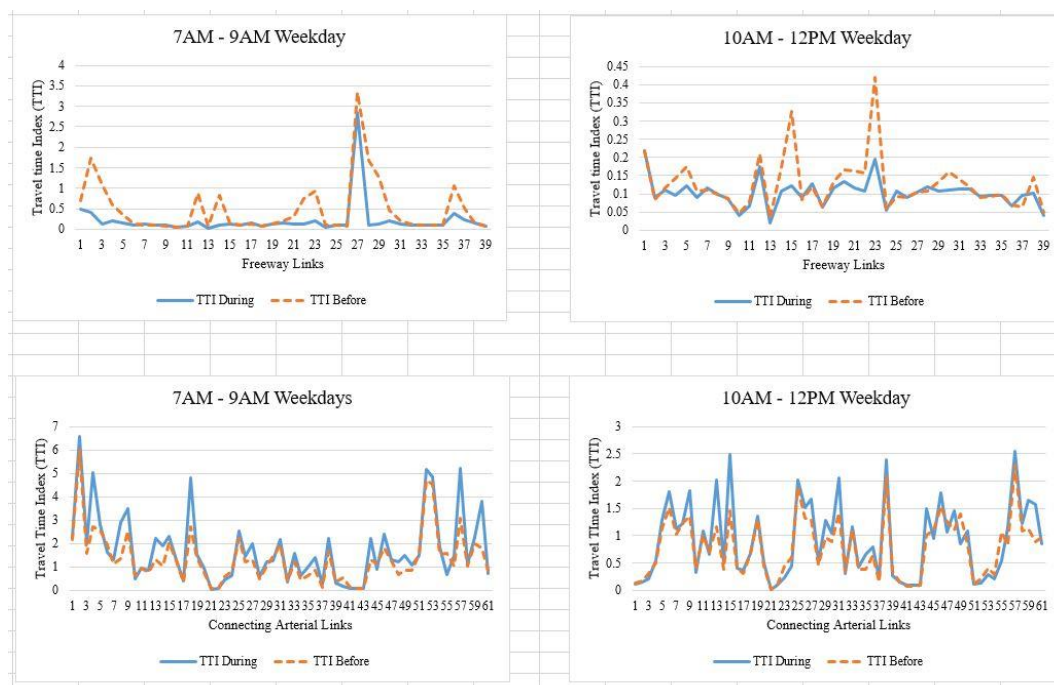 7AM - 9AM Weekday
Travel time Index (TTI)
4
3.5
3
2.5
2
1.5
1
0.5
0
1 3 5 7 9 11 13 15 17 19 21 23 25 27 29 31 33 35 37 39
Freeway Links
TTI During TTI Before
10AM - 12PM Weekday
Travel time Index (TTI)
0.45
0.4
0.35
0.3
0.25
0.2
0.15
0.1
0.05
0
1 3 5 7 9 11 13 15 17 19 21 23 25 27 29 31 33 35 37 39
Freeway Links
TTI During TTI Before
7AM - 9AM Weekdays
Travel Time Index (TTI)
7
6
5
4
3
2
1
0
1 3 5 7 9 11 13 15 17 19 21 23 25 27 29 31 33 35 37 39 41 43 45 47 49 51 53 55 57 59 61
Connecting Arterial Links
TTI During TTI Before
10AM - 12PM Weekday
Travel TIme Index (TTI)
3
2.5
2
1.5
1
0.5
0
1 3 5 7 9 11 13 15 17 19 21 23 25 27 29 31 33 35 37 39 41 43 45 47 49 51 53 55 57 59 61
Connecting Arterial Links
TTI During TTI Before